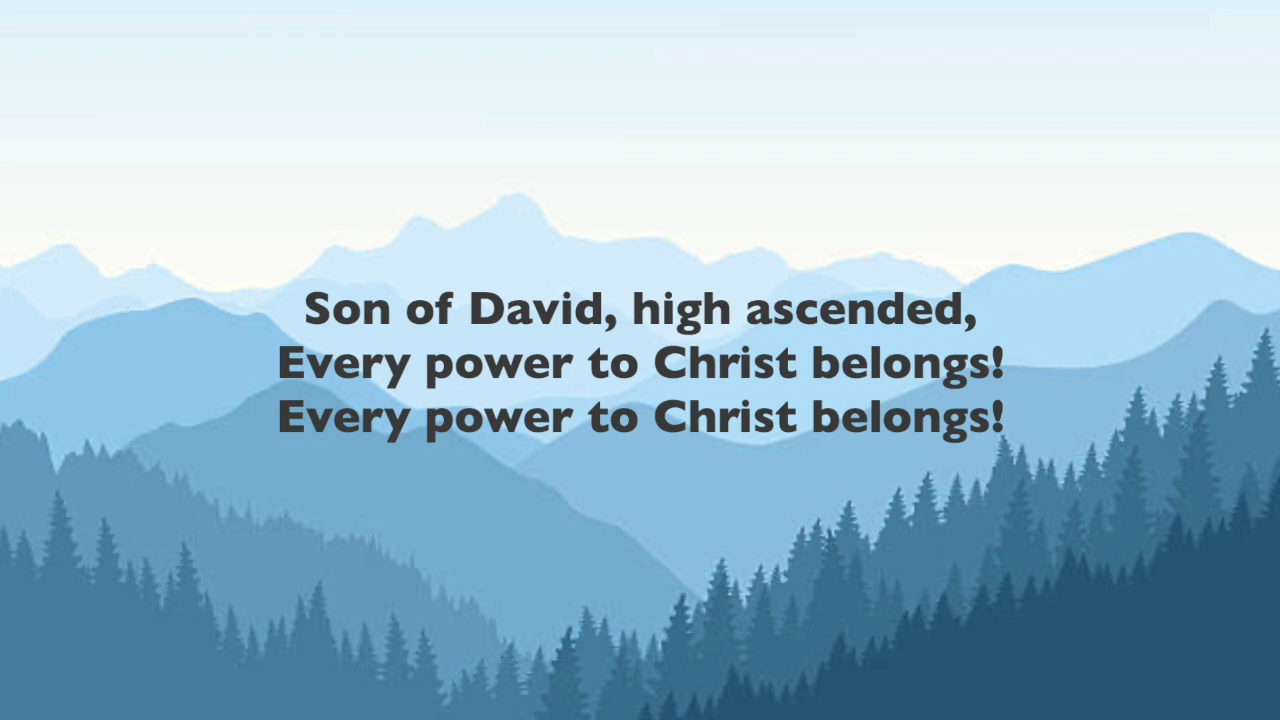 Son of David, high ascended,
Every power to Christ belongs!
Every power to Christ belongs!